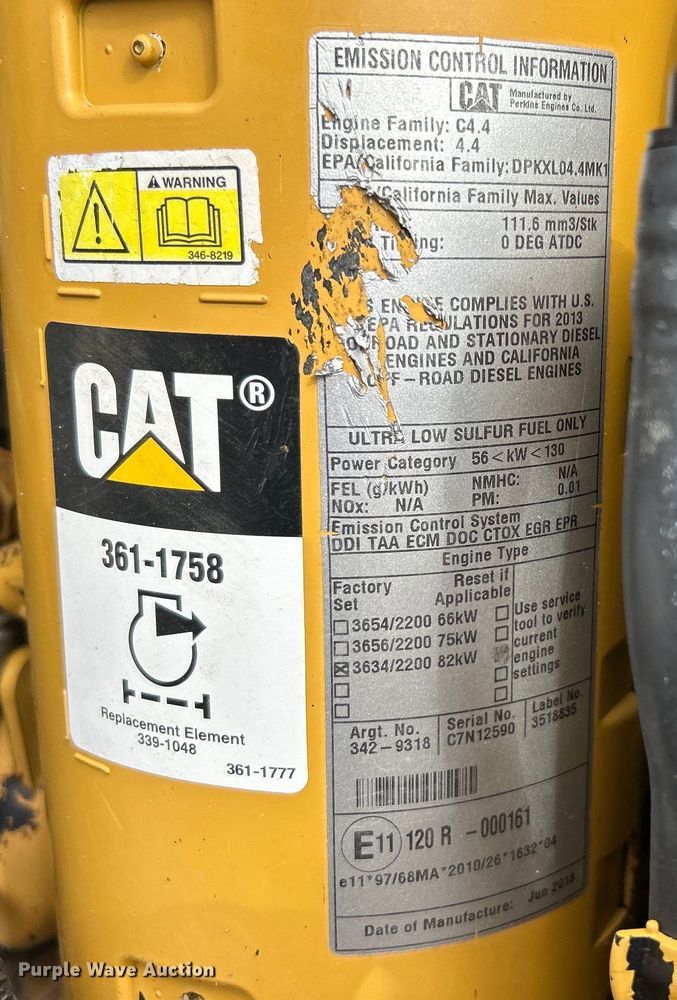 EMISSION CONTROL INFORMATION
CAT Manufactured by
Perkins Engines Co. Ltd.
Engine Family: C4.4
Displacement: 4.4
EPA/California Family: DPKXL04.4MK1
/California Family Max. Values
111.6 mm3/Stk
0 DEG ATDC
COMPLIES WITH U.S.
EPA REGULATIONS FOR 2013
ROAD AND STATIONARY DIESEL
ENGINES AND CALIFORNIA
OFF-ROAD DIESEL ENGINES
ULTRA LOW SULFUR FUEL ONLY
Power Category 56<kW<130
FEL (g/kWh) NMHC: N/A
NOx: N/A PM: 0.01
Emission Control System
DDI TAA ECM DOC CTOX EGR EPR
Engine Type
Factory Set
Reset if Applicable
3654/2200 66kW
3656/2200 75kW
3634/2200 82kW
Use service
tool to verify
current
engine
settings
Argt. No.
342-9318
Serial No.
C7N12590
Label No.
3518835
E11 120 R -000161
e11*97/68MA*2010/26*1632*04
Date of Manufacture: Jun 2013
WARNING
346-8219
CAT®
361-1758
Replacement Element
339-1048
361-1777
Purple Wave Auction